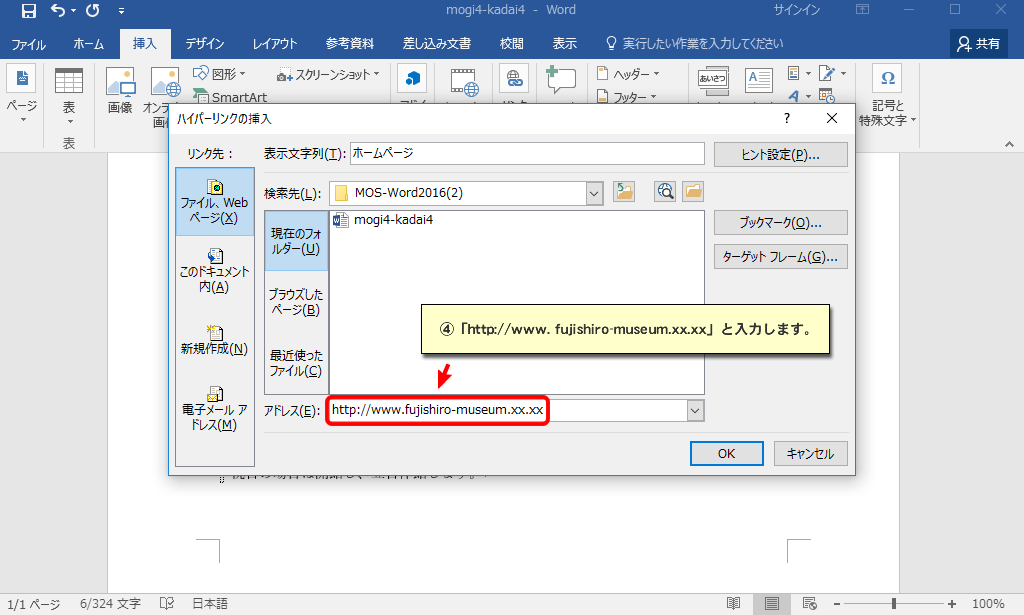 mogi4-kadai4 - Word
サインイン
ファイル ホーム 挿入 デザイン レイアウト 参考資料 差し込み文書 校閲 表示 実行したい作業を入力してください 共有
ページ
表
表
画像
図形
SmartArt
スクリーンショット
ヘッダー
フッター
あいさつ
記号と
特殊文字
ハイパーリンクの挿入
?
リンク先:
表示文字列(T): ホームページ
ヒント設定(P)...
ファイル、Web
ページ(X)
検索先(L): MOS-Word2016(2)
現在のフォ
ルダー(U)
mogi4-kadai4
ブックマーク(O)...
ターゲット フレーム(G)...
このドキュメント
内(A)
ブラウズした
ページ(B)
④「http://www. fujishiro-museum.xx.xx」と入力します。
新規作成(N)
最近使った
ファイル(C)
電子メール ア
ドレス(M)
アドレス(E): http://www.fujishiro-museum.xx.xx
OK
キャンセル
1/1 ページ 6/324 文字 日本語
100%